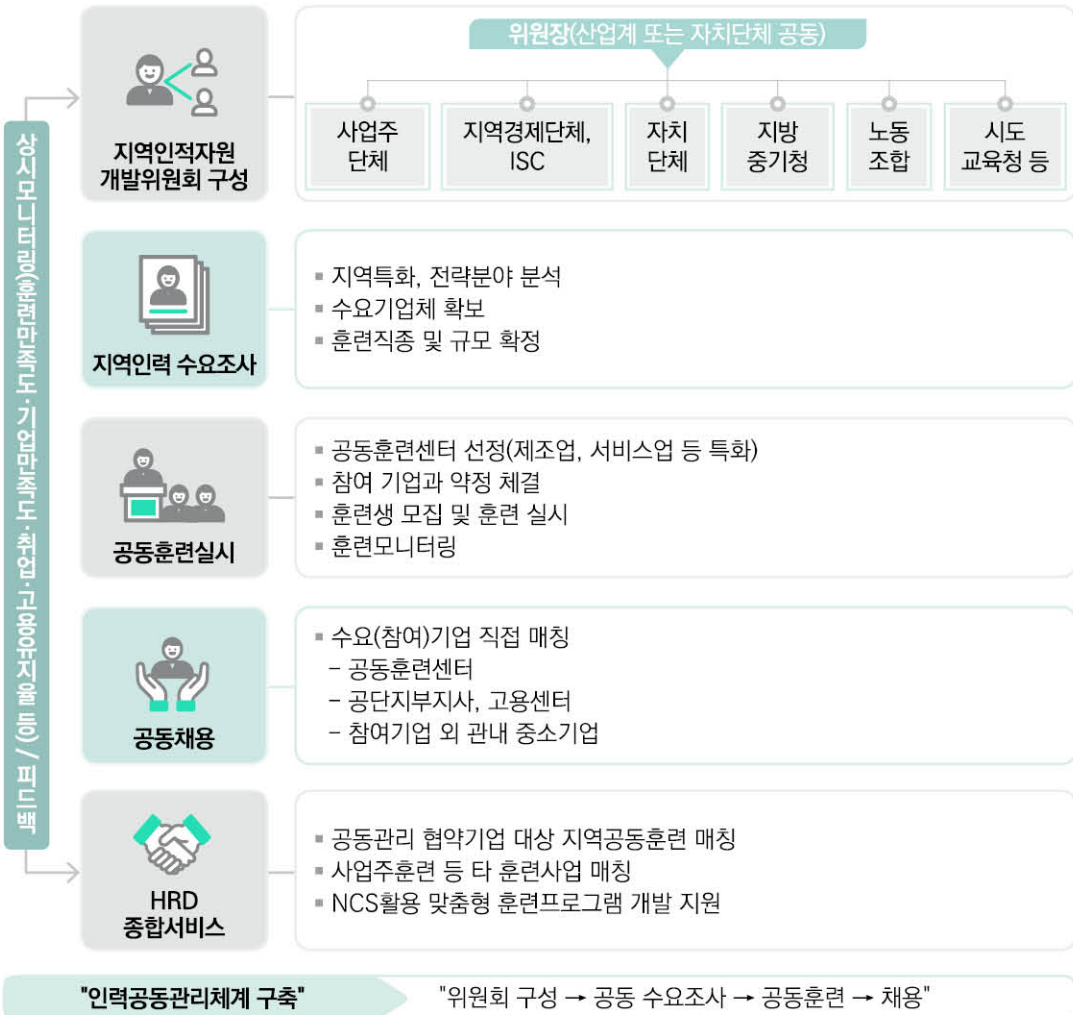 위원장(산업계 또는 자치단체 공동)
지역인적자원
개발위원회 구성
사업주
단체
지역경제단체,
ISC
자치
단체
지방
중기청
노동
조합
시도
교육청 등
상시모니터링(훈련만족도·기업만족도·취업·고용유지율 등) / 피드백
지역인력 수요조사
▪ 지역특화, 전략분야 분석
▪ 수요기업체 확보
▪ 훈련직종 및 규모 확정
공동훈련실시
▪ 공동훈련센터 선정(제조업, 서비스업 등 특화)
▪ 참여 기업과 약정 체결
▪ 훈련생 모집 및 훈련 실시
▪ 훈련모니터링
공동채용
▪ 수요(참여)기업 직접 매칭
– 공동훈련센터
– 공단지부지사, 고용센터
– 참여기업 외 관내 중소기업
HRD
종합서비스
▪ 공동관리 협약기업 대상 지역공동훈련 매칭
▪ 사업주훈련 등 타 훈련사업 매칭
▪ NCS활용 맞춤형 훈련프로그램 개발 지원
"인력공동관리체계 구축"
"위원회 구성 → 공동 수요조사 → 공동훈련 → 채용"